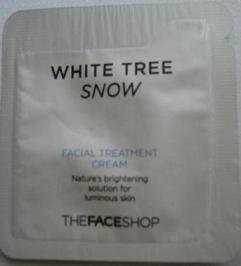 WHITE TREE
SNOW
FACIAL TREATMENT
CREAM
Nature's brightening
solution for
luminous skin
THEFACESHOP